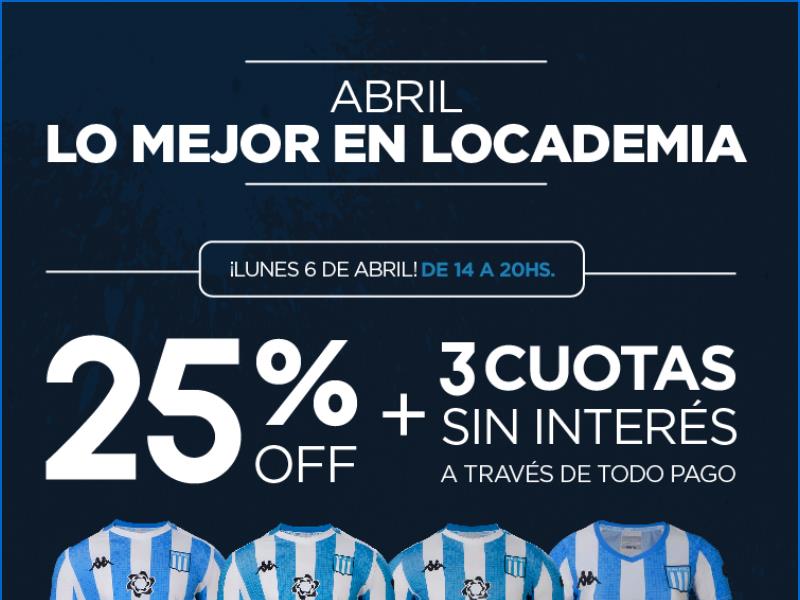 ABRIL
LO MEJOR EN LOCADEMIA
¡LUNES 6 DE ABRIL! DE 14 A 20HS.
25% OFF
+
3 CUOTAS
SIN INTERÉS
A TRAVÉS DE TODO PAGO